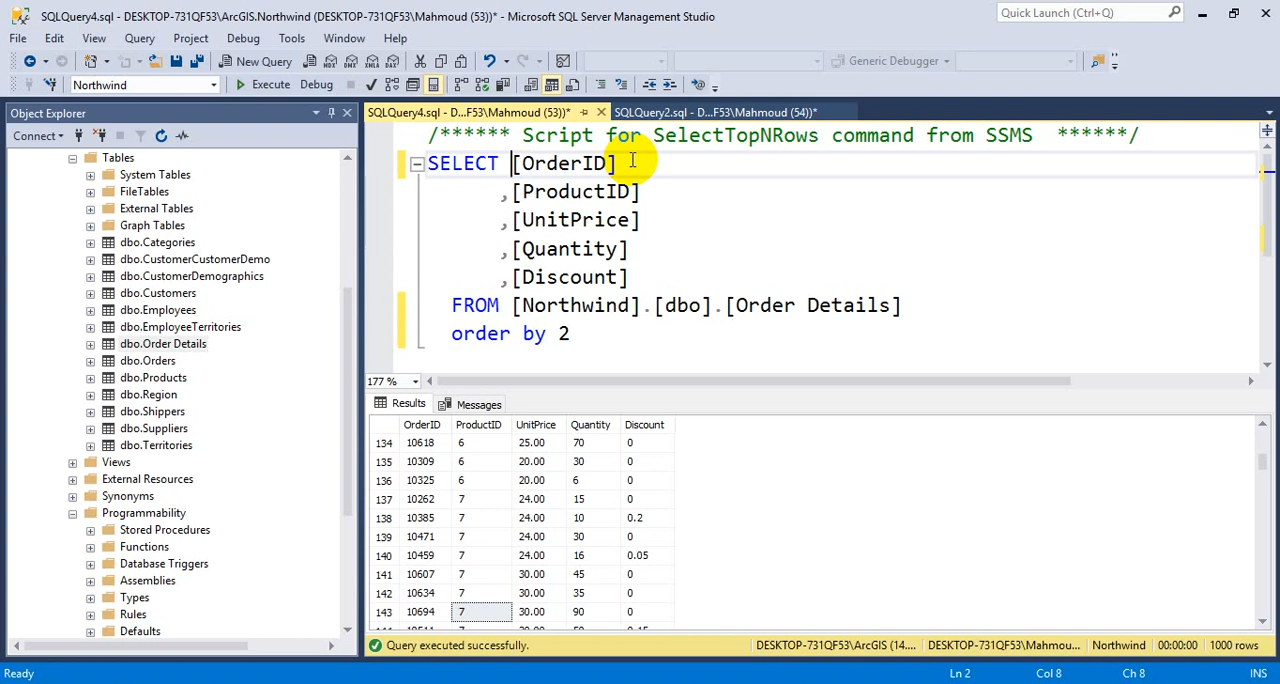 SQLQuery4.sql - DESKTOP-731QF53\ArcGIS.Northwind (DESKTOP-731QF53\Mahmoud (53))* - Microsoft SQL Server Management Studio
Quick Launch (Ctrl+Q)
File Edit View Query Project Debug Tools Window Help
New Query MDX DMX XMLA DAX Generic Debugger
Northwind Execute Debug
Object Explorer
SQLQuery4.sql - D...F53\Mahmoud (53))* SQLQuery2.sql - D...F53\Mahmoud (54))*
Connect
Tables
System Tables
FileTables
External Tables
Graph Tables
dbo.Categories
dbo.CustomerCustomerDemo
dbo.CustomerDemographics
dbo.Customers
dbo.Employees
dbo.EmployeeTerritories
dbo.Order Details
dbo.Orders
dbo.Products
dbo.Region
dbo.Shippers
dbo.Suppliers
dbo.Territories
Views
External Resources
Synonyms
Programmability
Stored Procedures
Functions
Database Triggers
Assemblies
Types
Rules
Defaults
/****** Script for SelectTopNRows command from SSMS ******/
SELECT [OrderID]
,[ProductID]
,[UnitPrice]
,[Quantity]
,[Discount]
FROM [Northwind].[dbo].[Order Details]
order by 2
177 %
Results Messages
OrderID ProductID UnitPrice Quantity Discount
134 10618 6 25.00 70 0
135 10309 6 20.00 30 0
136 10325 6 20.00 6 0
137 10262 7 24.00 15 0
138 10385 7 24.00 10 0.2
139 10471 7 24.00 30 0
140 10459 7 24.00 16 0.05
141 10607 7 30.00 45 0
142 10634 7 30.00 35 0
143 10694 7 30.00 90 0
Query executed successfully. DESKTOP-731QF53\ArcGIS (14.... DESKTOP-731QF53\Mahmou... Northwind 00:00:00 1000 rows
Ready Ln 2 Col 8 Ch 8 INS